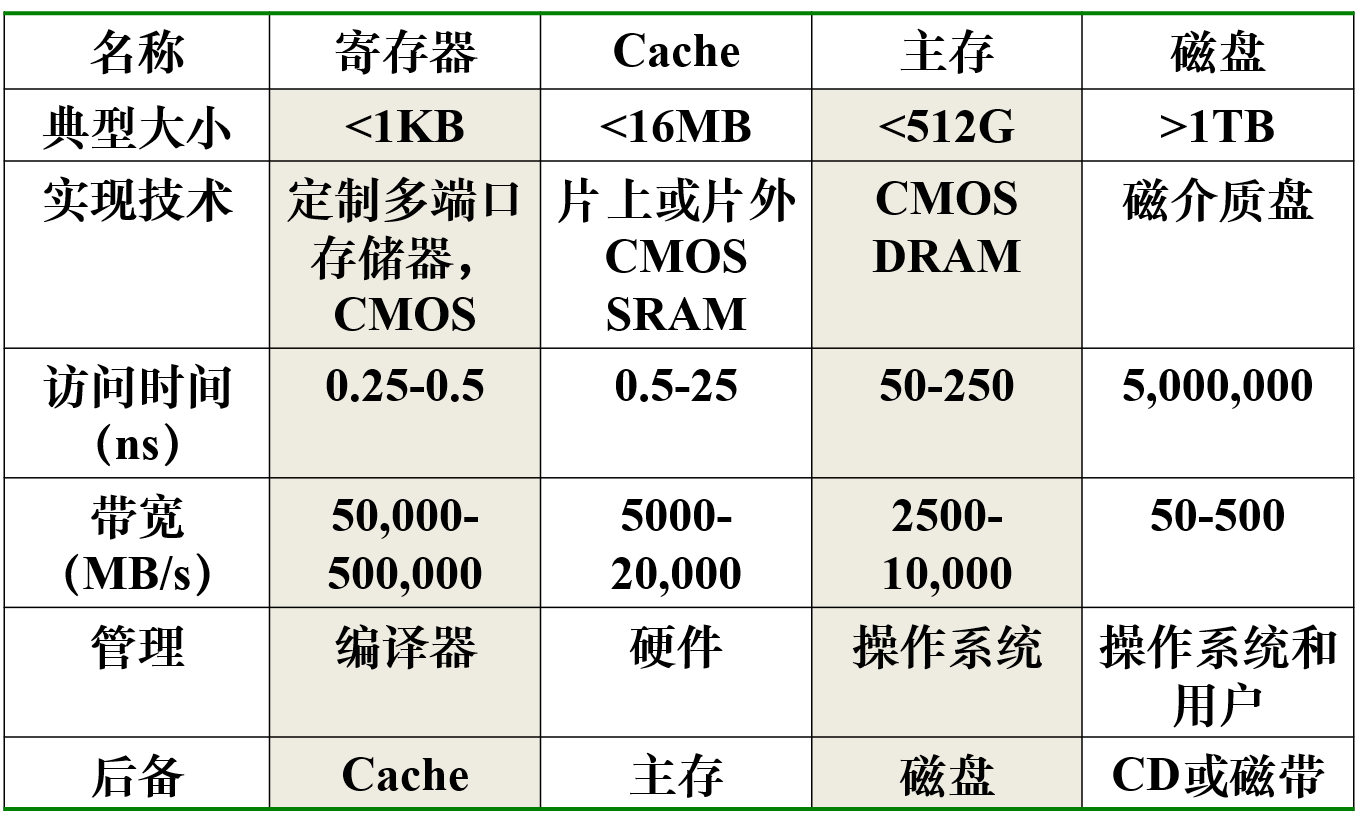 名称 寄存器 Cache 主存 磁盘
典型大小 <1KB <16MB <512G >1TB
实现技术 定制多端口 片上或片外 CMOS 磁介质盘
存储器， CMOS DRAM
CMOS SRAM
访问时间 0.25-0.5 0.5-25 50-250 5,000,000
（ns）
带宽 50,000- 5000- 2500- 50-500
（MB/s） 500,000 20,000 10,000
管理 编译器 硬件 操作系统 操作系统和
用户
后备 Cache 主存 磁盘 CD或磁带